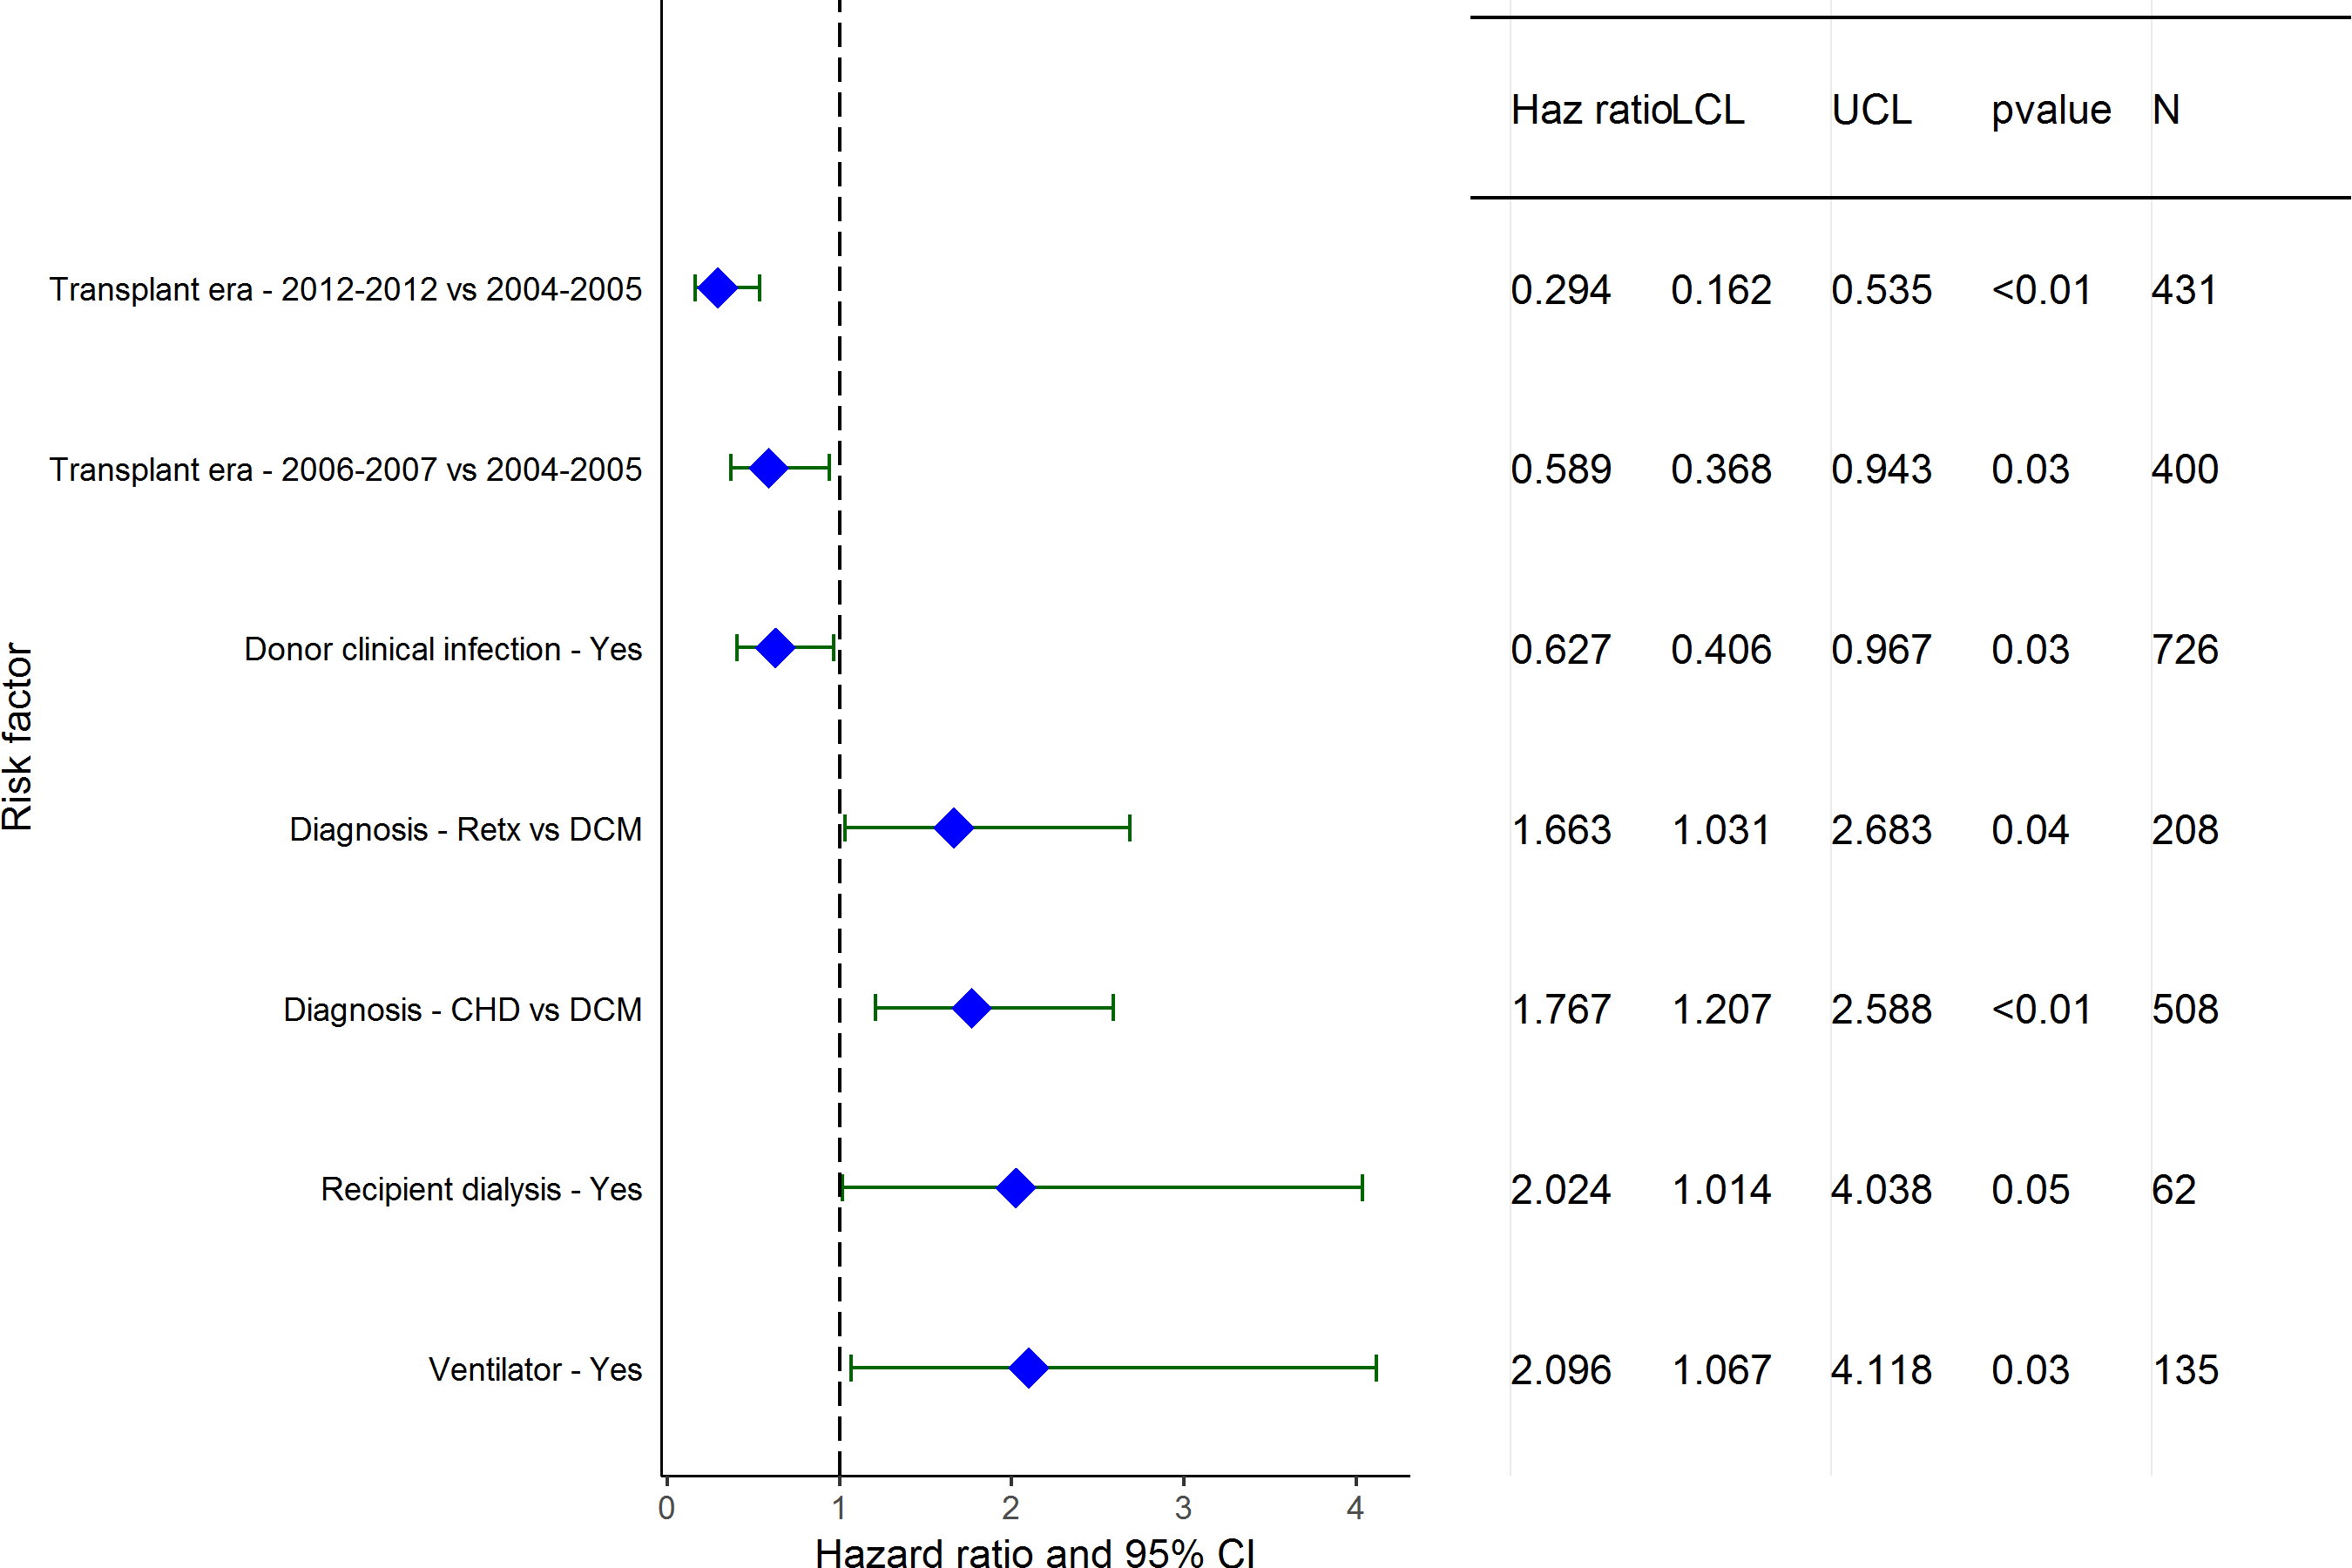 Haz ratio LCL UCL pvalue N
Transplant era - 2012-2012 vs 2004-2005 0.294 0.162 0.535 <0.01 431
Transplant era - 2006-2007 vs 2004-2005 0.589 0.368 0.943 0.03 400
Donor clinical infection - Yes 0.627 0.406 0.967 0.03 726
Risk factor
Diagnosis - Retx vs DCM 1.663 1.031 2.683 0.04 208
Diagnosis - CHD vs DCM 1.767 1.207 2.588 <0.01 508
Recipient dialysis - Yes 2.024 1.014 4.038 0.05 62
Ventilator - Yes 2.096 1.067 4.118 0.03 135
0 1 2 3 4
Hazard ratio and 95% CI